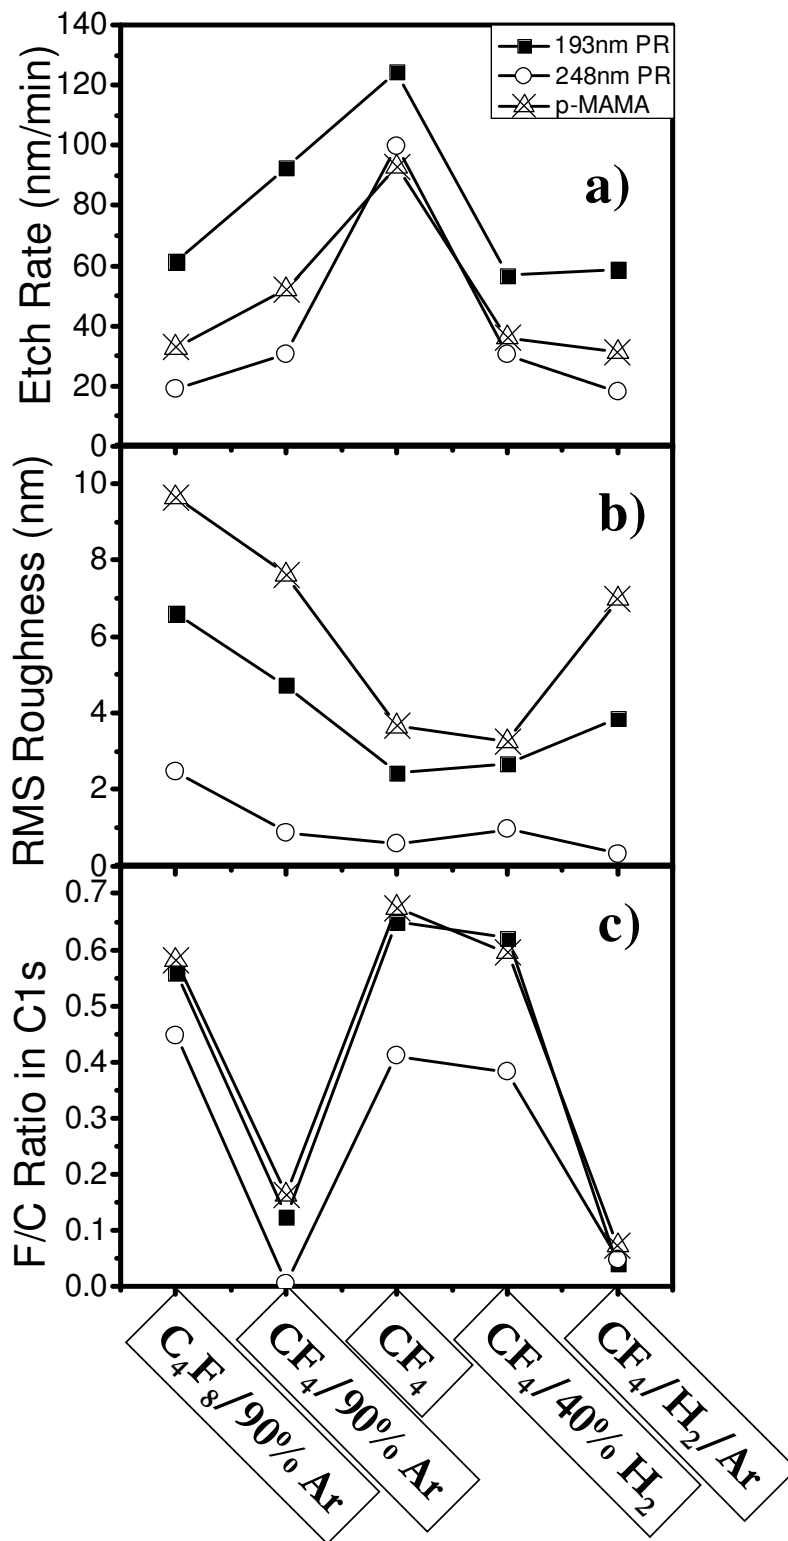 140
120
100
80
60
40
20
0
Etch Rate (nm/min)
193nm PR
248nm PR
p-MAMA
a)
10
8
6
4
2
0
RMS Roughness (nm)
b)
0.7
0.6
0.5
0.4
0.3
0.2
0.1
0.0
F/C Ratio in C1s
c)
C₄F₈/90% Ar
CF₄/90% Ar
CF₄
CF₄/40% H₂
CF₄/H₂/Ar